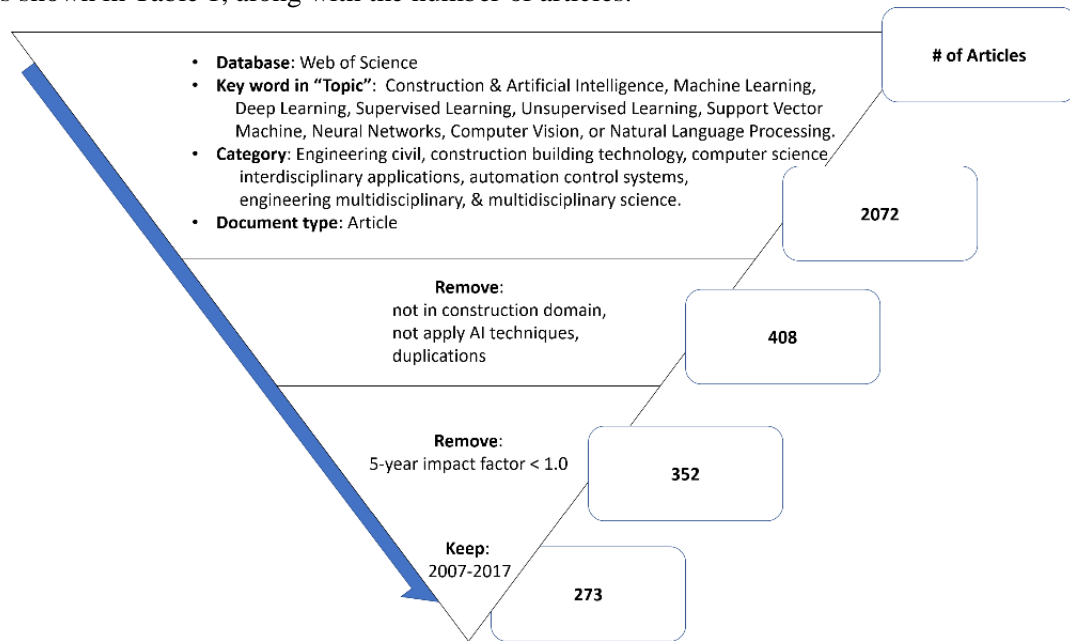 s shown in Table 1, along with the number of articles.
# of Articles
• Database: Web of Science
• Key word in “Topic”: Construction & Artificial Intelligence, Machine Learning,
Deep Learning, Supervised Learning, Unsupervised Learning, Support Vector
Machine, Neural Networks, Computer Vision, or Natural Language Processing.
• Category: Engineering civil, construction building technology, computer science
interdisciplinary applications, automation control systems,
engineering multidisciplinary, & multidisciplinary science.
• Document type: Article
2072
Remove:
not in construction domain,
not apply AI techniques,
duplications
408
Remove:
5-year impact factor < 1.0
352
Keep:
2007-2017
273